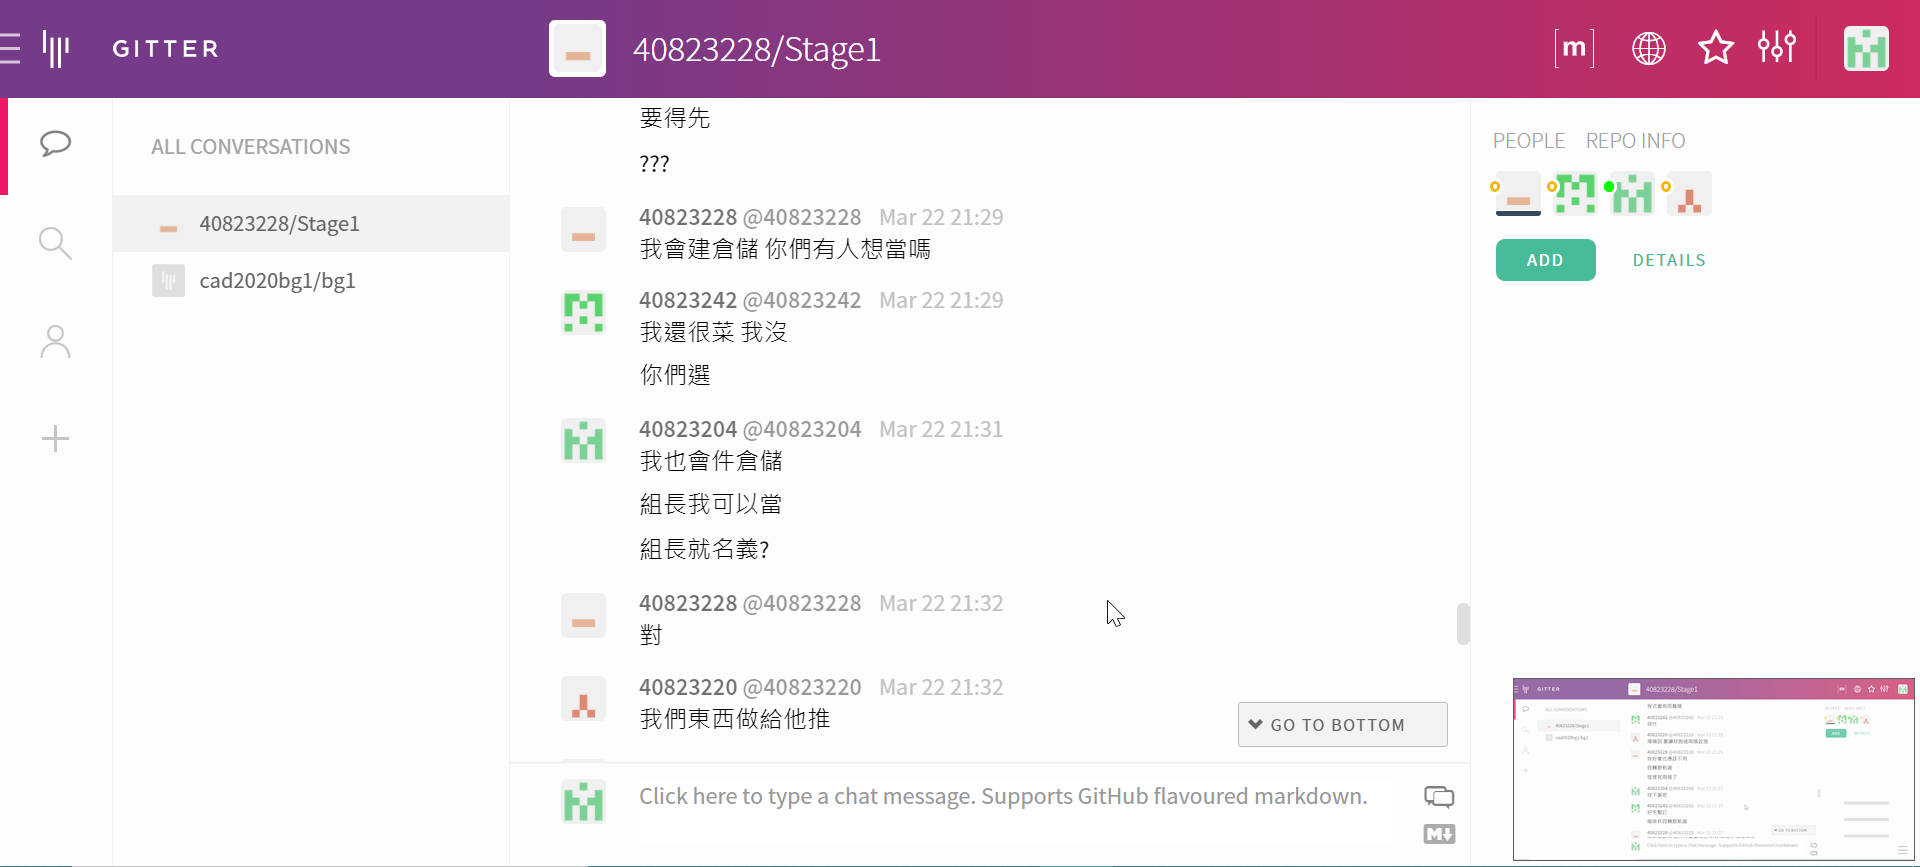 GITTER
40823228/Stage1
[m]
ALL CONVERSATIONS
40823228/Stage1
cad2020bg1/bg1
要得先
???
40823228 @40823228 Mar 22 21:29
我會建倉儲 你們有人想當嗎
40823242 @40823242 Mar 22 21:29
我還很菜 我沒
你們選
40823204 @40823204 Mar 22 21:31
我也會件倉儲
組長我可以當
組長就名義?
40823228 @40823228 Mar 22 21:32
對
40823220 @40823220 Mar 22 21:32
我們東西做給他推
GO TO BOTTOM
Click here to type a chat message. Supports GitHub flavoured markdown.
M
PEOPLE REPO INFO
ADD DETAILS
GITTER
40823228/Stage1